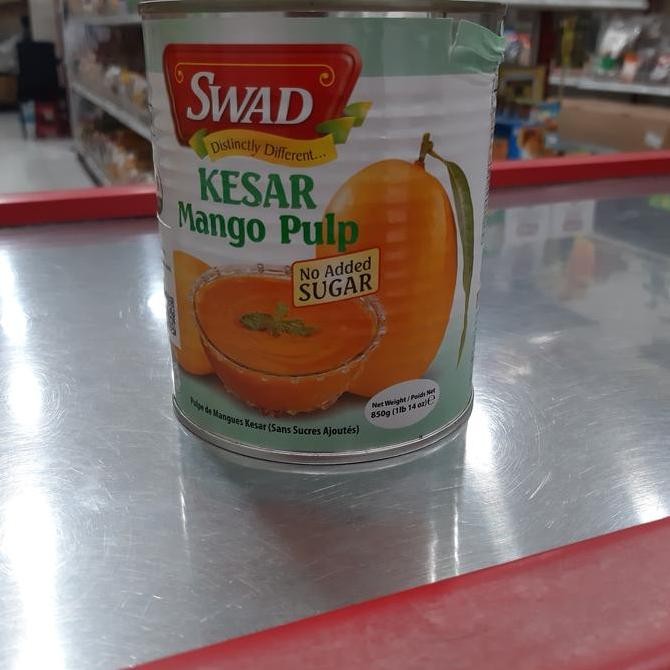 SWAD
Distinctly Different...
KESAR
Mango Pulp
No Added
SUGAR
Net Weight / Poids Net
850g (1lb 14 oz)℮
Pulpe de Mangues Kesar (Sans Sucres Ajoutés)